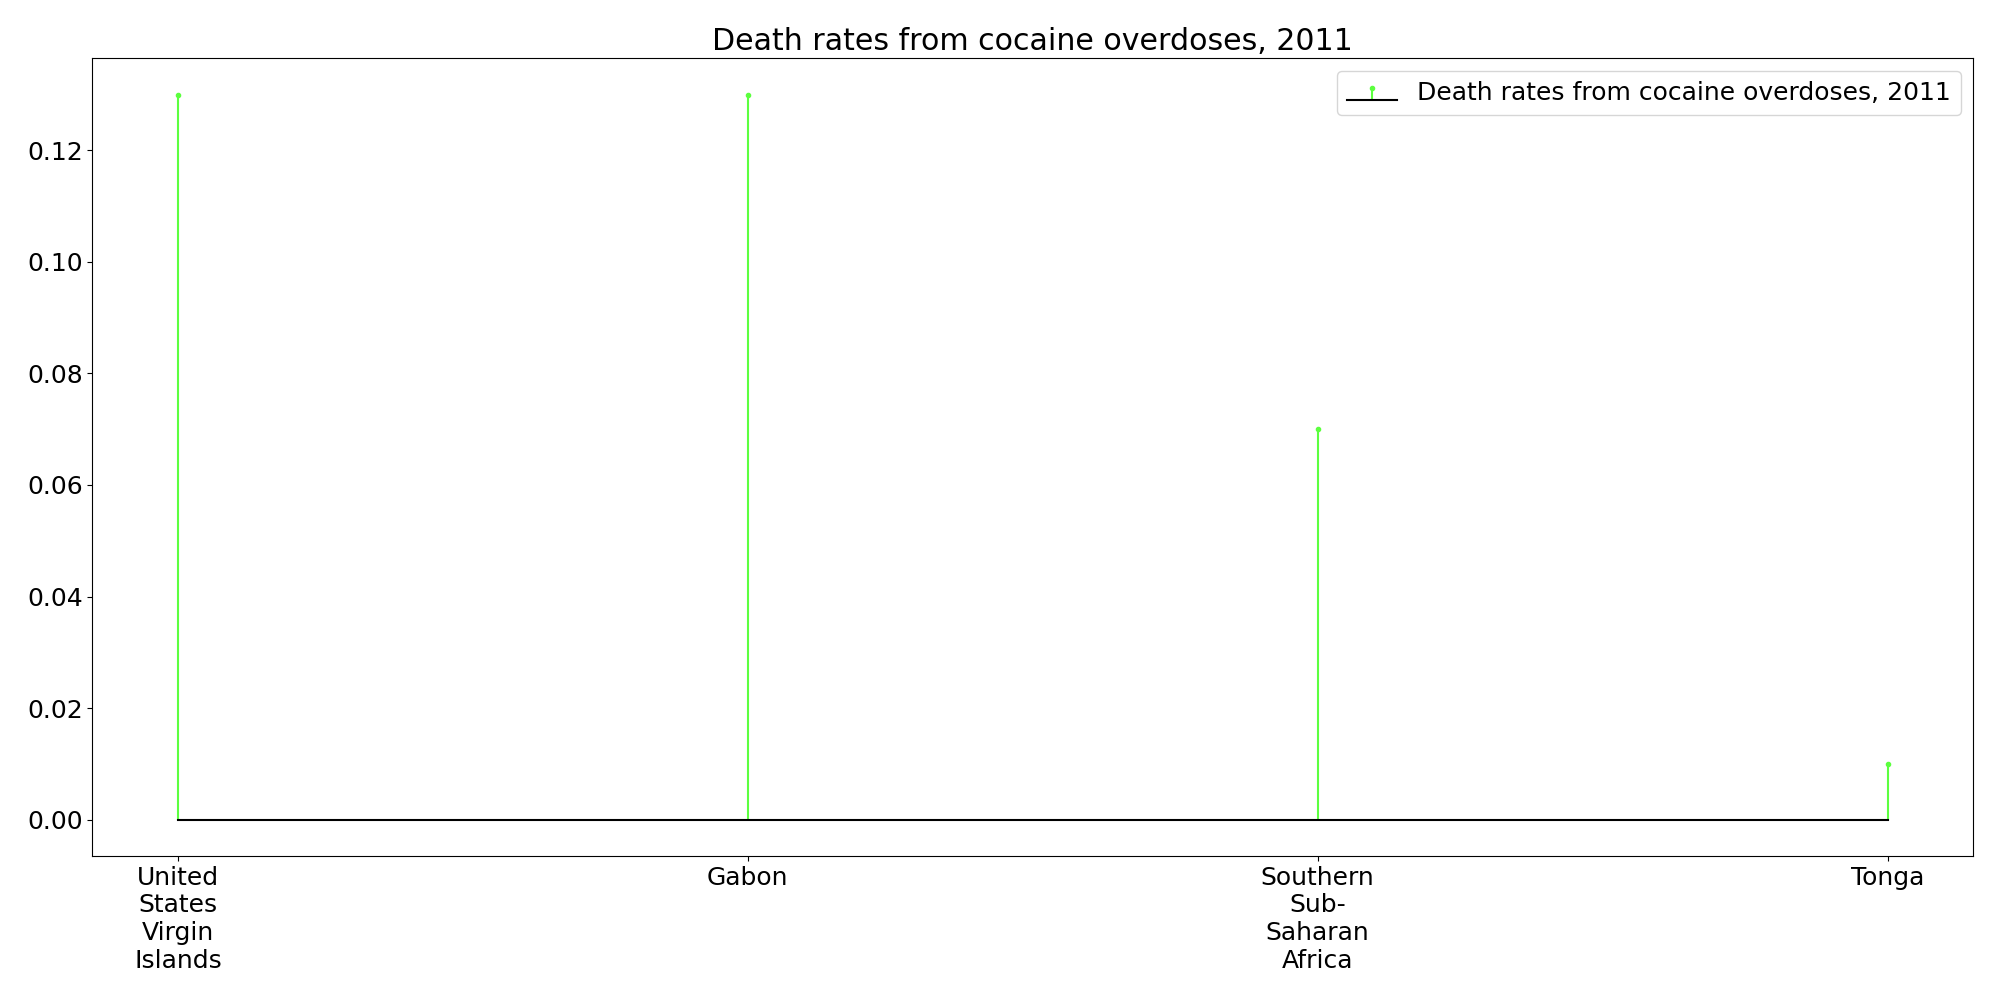 Death rates from cocaine overdoses, 2011
Death rates from cocaine overdoses, 2011
0.12
0.10
0.08
0.06
0.04
0.02
0.00
United
States
Virgin
Islands
Gabon
Southern
Sub-
Saharan
Africa
Tonga